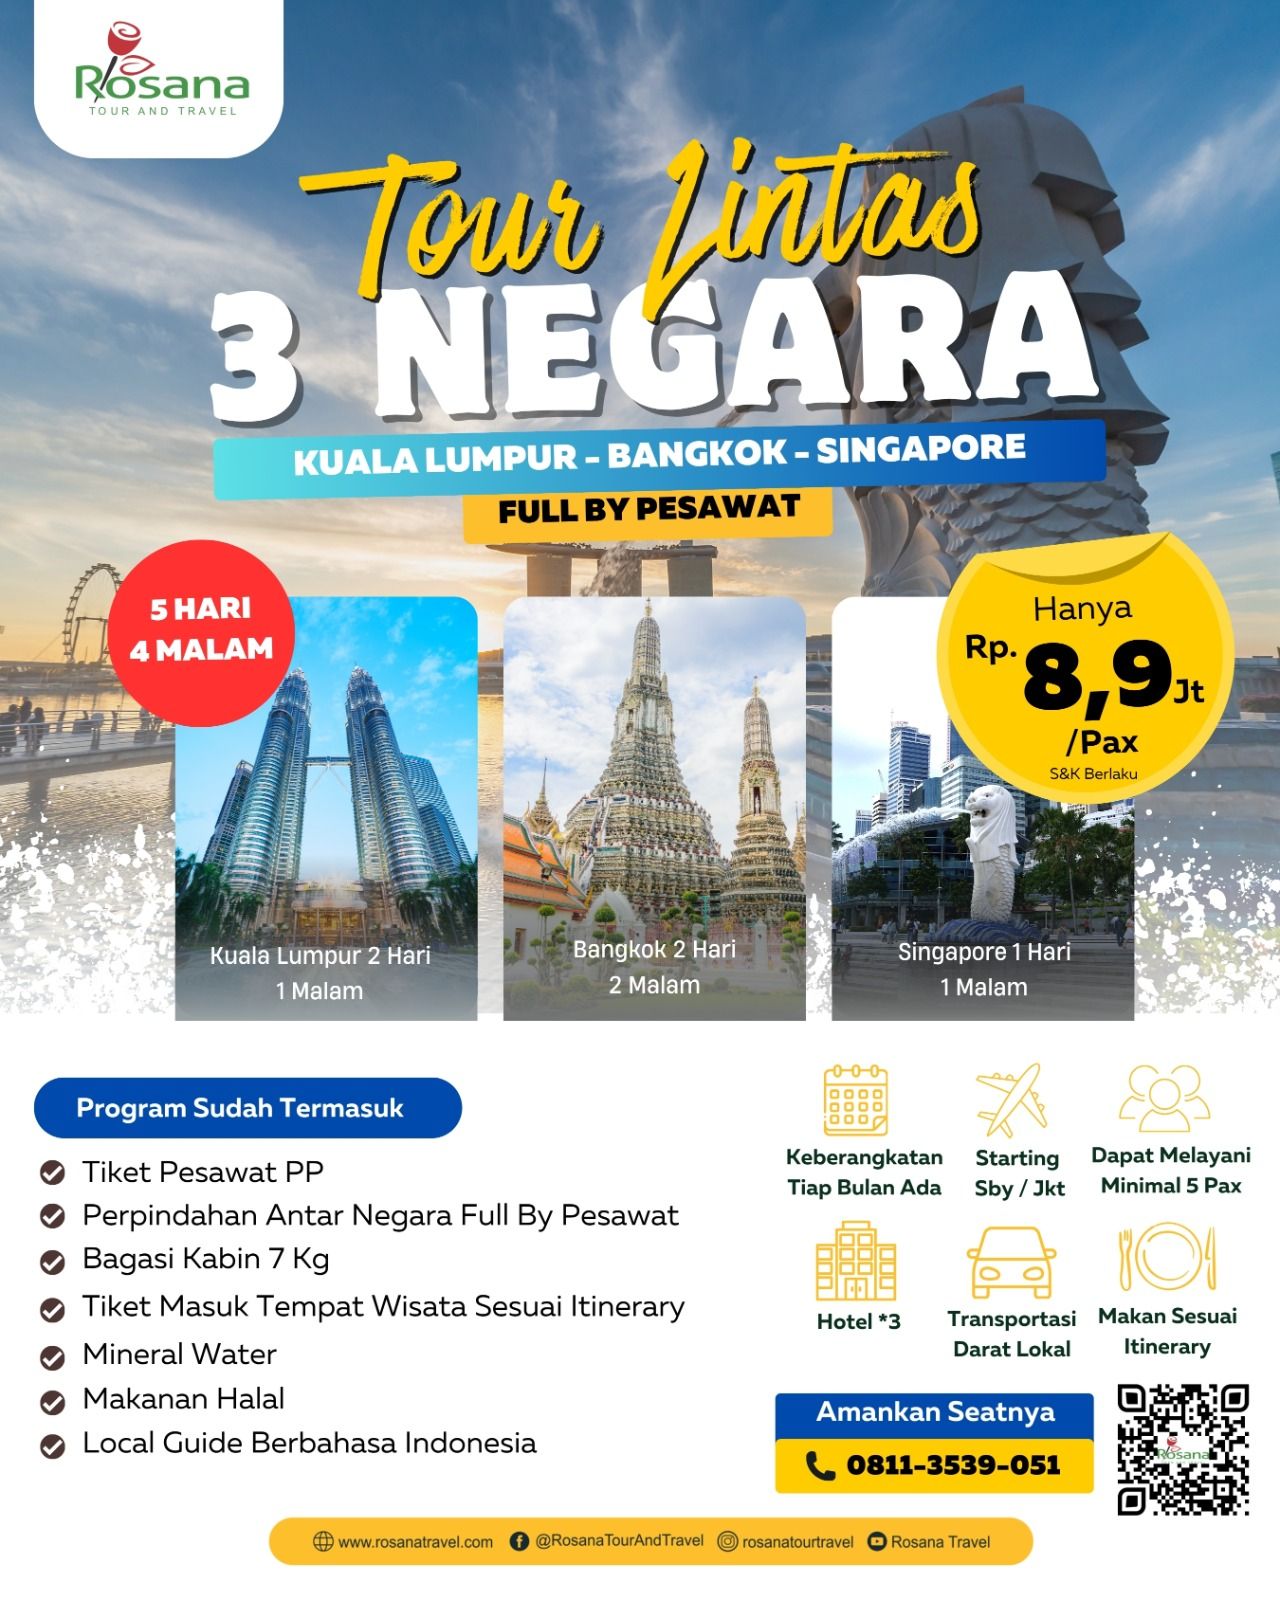 Rosana
TOUR AND TRAVEL
Tour Lintas
3 NEGARA
KUALA LUMPUR - BANGKOK - SINGAPORE
FULL BY PESAWAT
5 HARI
4 MALAM
Hanya
Rp. 8,9 Jt
/Pax
S&K Berlaku
Kuala Lumpur 2 Hari
1 Malam
Bangkok 2 Hari
2 Malam
Singapore 1 Hari
1 Malam
Program Sudah Termasuk
Tiket Pesawat PP
Perpindahan Antar Negara Full By Pesawat
Bagasi Kabin 7 Kg
Tiket Masuk Tempat Wisata Sesuai Itinerary
Mineral Water
Makanan Halal
Local Guide Berbahasa Indonesia
Keberangkatan
Tiap Bulan Ada
Starting
Sby / Jkt
Dapat Melayani
Minimal 5 Pax
Hotel *3
Transportasi
Darat Lokal
Makan Sesuai
Itinerary
Amankan Seatnya
0811-3539-051
Rosana
www.rosanatravel.com @RosanaTourAndTravel rosanatourtravel Rosana Travel